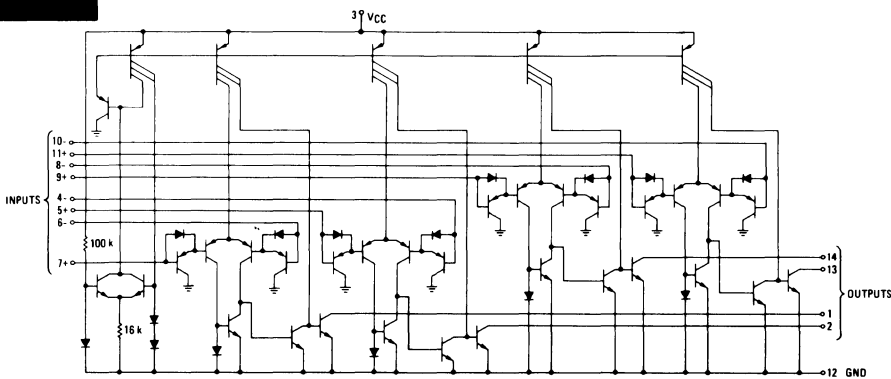 3 VCC
10-
11+
8-
9+
INPUTS
4-
5+
6-
100 k
7+
14
13
OUTPUTS
16 k
1
2
12 GND